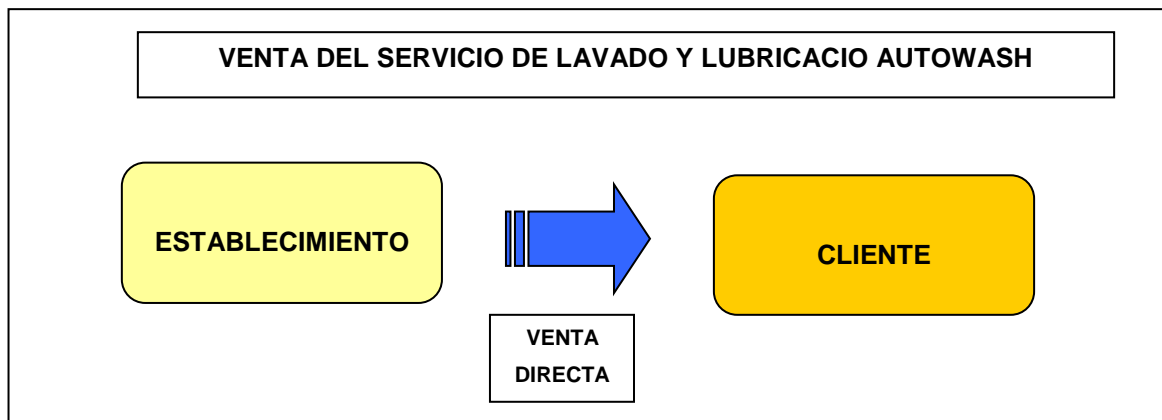 VENTA DEL SERVICIO DE LAVADO Y LUBRICACIO AUTOWASH
ESTABLECIMIENTO
CLIENTE
VENTA
DIRECTA